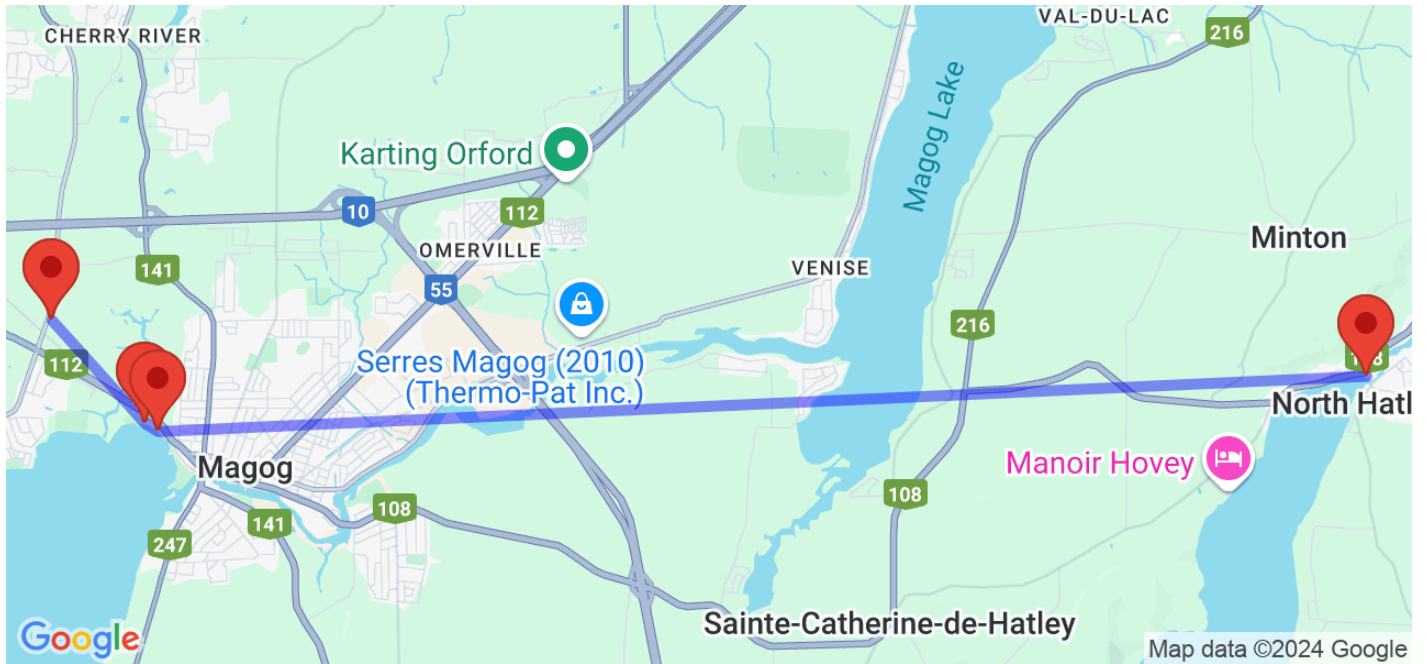 CHERRY RIVER
VAL-DU-LAC
216
Magog Lake
Karting Orford
10
112
Minton
OMERVILLE
VENISE
141
55
216
112
Serres Magog (2010)
(Thermo-Pat Inc.)
North Hatl
Magog
Manoir Hovey
108
108
141
247
Sainte-Catherine-de-Hatley
Google
Map data ©2024 Google